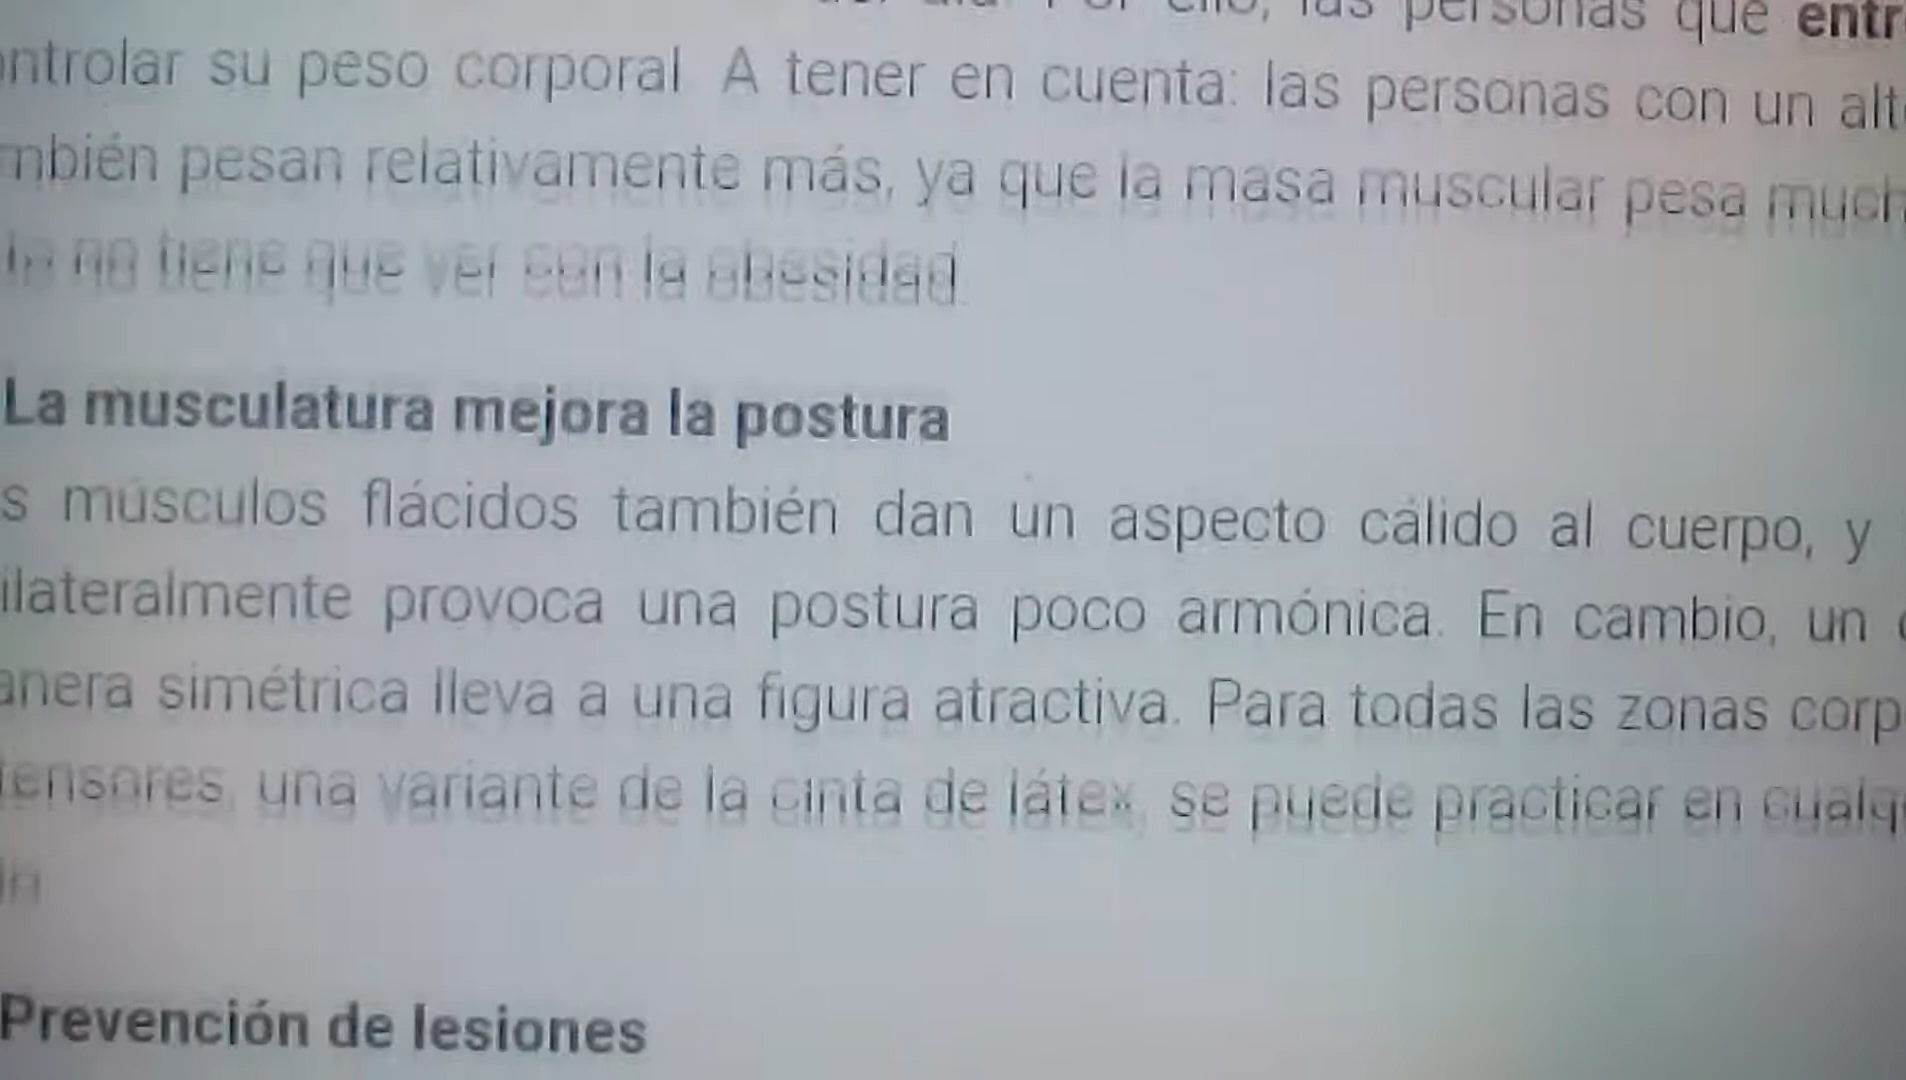 las personas que entr
ontrolar su peso corporal. A tener en cuenta: las personas con un alt
mbién pesan relativamente más, ya que la masa muscular pesa much
no tiene que ver con la obesidad
La musculatura mejora la postura
s músculos flácidos también dan un aspecto cálido al cuerpo, y
ilateralmente provoca una postura poco armónica. En cambio, un
anera simétrica lleva a una figura atractiva. Para todas las zonas corp
tensores, una variante de la cinta de látex, se puede practicar en cualq
Prevención de lesiones